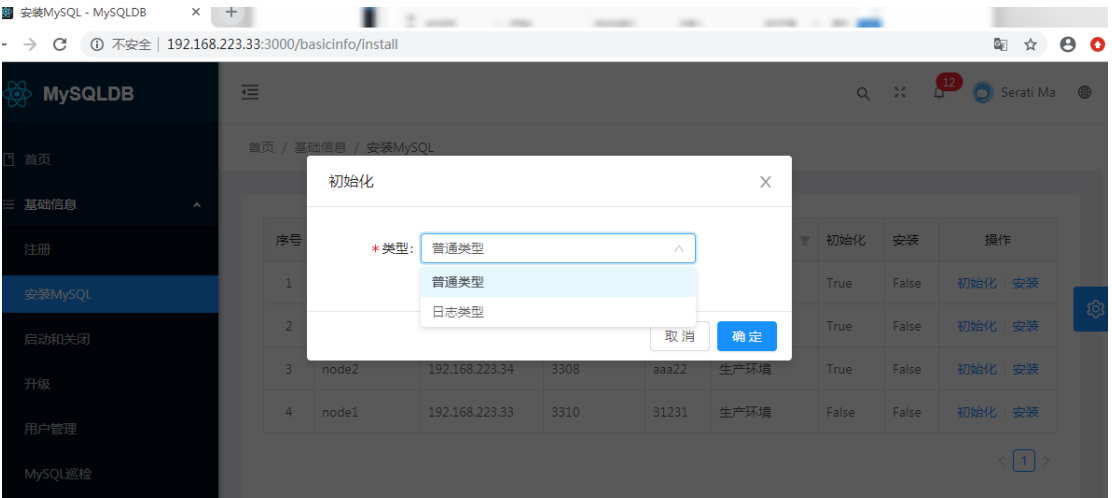 安装MySQL - MySQLDB
不安全 192.168.223.33:3000/basicinfo/install
MySQLDB
12
Serati Ma
首页 / 基础信息 / 安装MySQL
首页
基础信息
注册
安装MySQL
启动和关闭
升级
用户管理
MySQL巡检
初始化
* 类型: 普通类型
普通类型
日志类型
取 消 确 定
序号 初始化 安装 操作
1 True False 初始化 安装
2 True False 初始化 安装
3 node2 192.168.223.34 3308 aaa22 生产环境 True False 初始化 安装
4 node1 192.168.223.33 3310 31231 生产环境 False False 初始化 安装
< 1 >